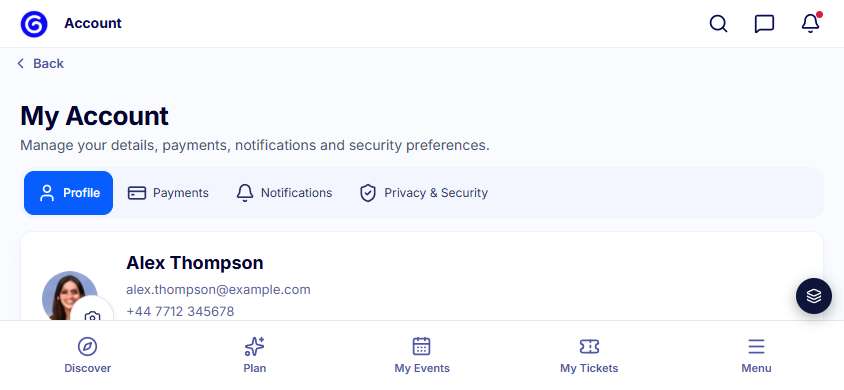 Account
Back
My Account
Manage your details, payments, notifications and security preferences.
Profile Payments Notifications Privacy & Security
Alex Thompson
alex.thompson@example.com
+44 7712 345678
Discover Plan My Events My Tickets Menu